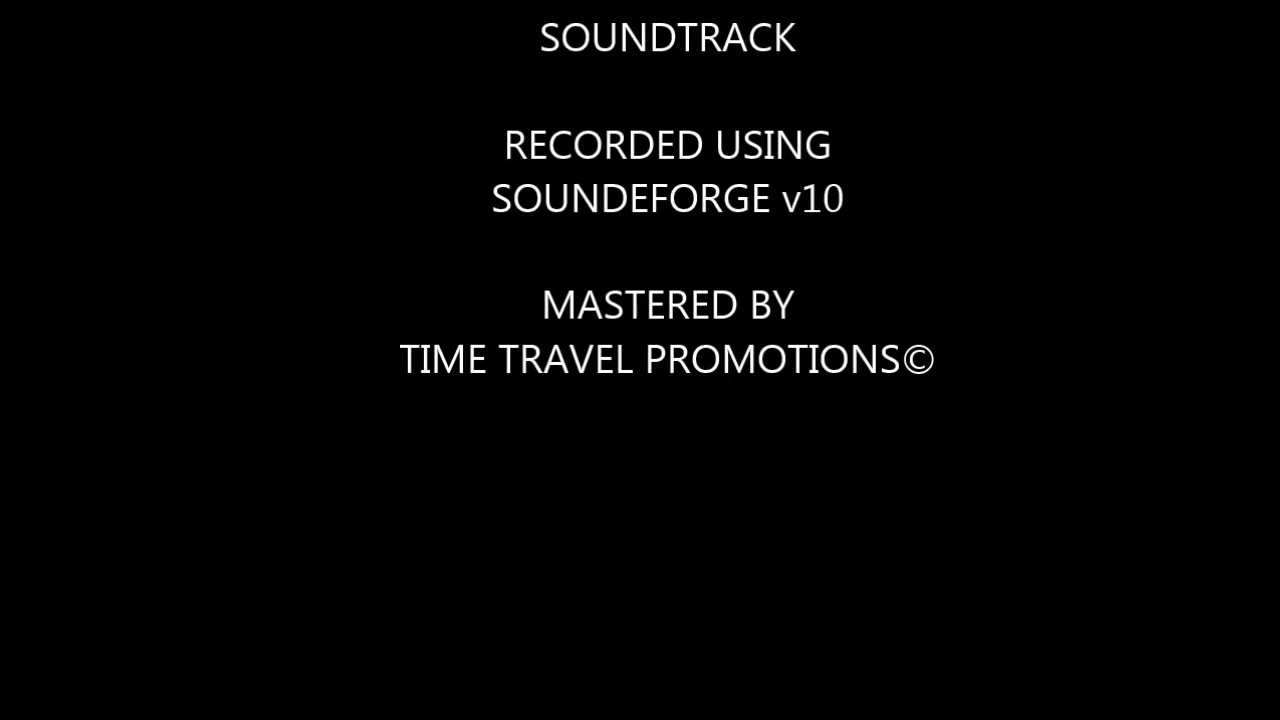 SOUNDTRACK
RECORDED USING
SOUNDEFORGE v10
MASTERED BY
TIME TRAVEL PROMOTIONS©